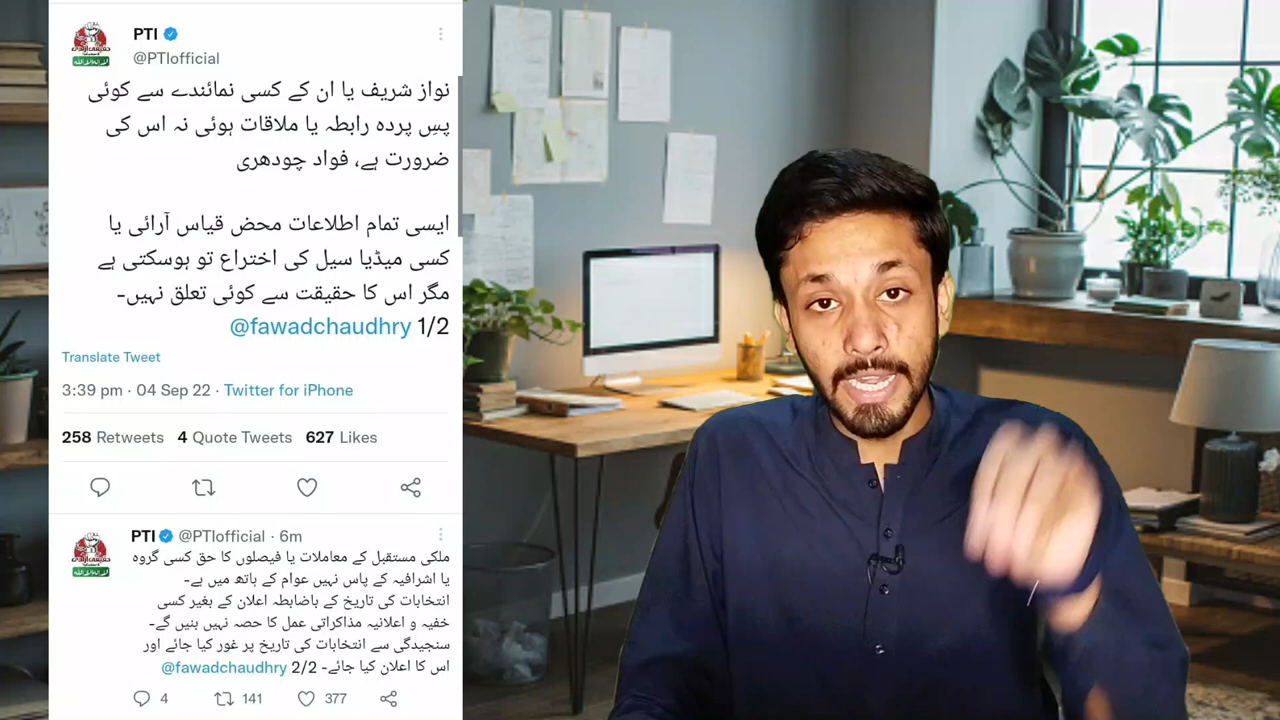 PTI
@PTIofficial
نواز شریف یا ان کے کسی نمائندے سے کوئی
پسِ پردہ رابطہ یا ملاقات ہوئی نہ اس کی
ضرورت ہے، فواد چودھری
ایسی تمام اطلاعات محض قیاس آرائی یا
کسی میڈیا سیل کی اختراع تو ہوسکتی ہے
مگر اس کا حقیقت سے کوئی تعلق نہیں۔
@fawadchaudhry 1/2
Translate Tweet
3:39 pm · 04 Sep 22 · Twitter for iPhone
258 Retweets 4 Quote Tweets 627 Likes
PTI @PTIofficial · 6m
ملکی مستقبل کے معاملات یا فیصلوں کا حق کسی گروہ
یا اشرافیہ کے پاس نہیں عوام کے ہاتھ میں ہے۔
انتخابات کی تاریخ کے باضابطہ اعلان کے بغیر کسی
خفیہ و اعلانیہ مذاکراتی عمل کا حصہ نہیں بنیں گے۔
سنجیدگی سے انتخابات کی تاریخ پر غور کیا جائے اور
اس کا اعلان کیا جائے۔ 2/2 @fawadchaudhry
4 141 377